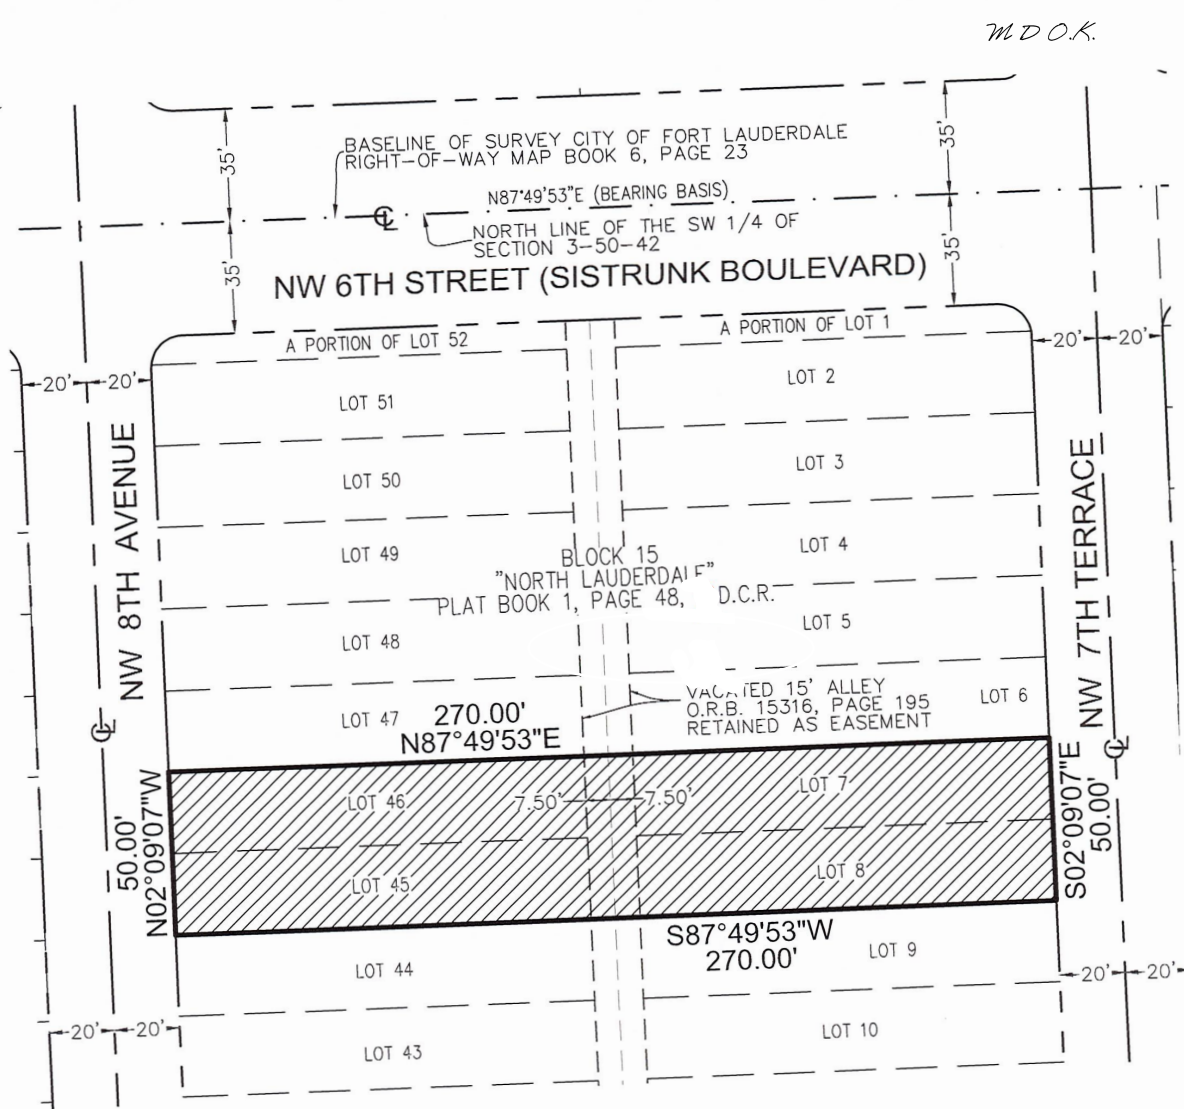 M D O.K.
BASELINE OF SURVEY CITY OF FORT LAUDERDALE
RIGHT-OF-WAY MAP BOOK 6, PAGE 23
35'
35'
N87°49'53"E (BEARING BASIS)
CL
NORTH LINE OF THE SW 1/4 OF
SECTION 3-50-42
35'
35'
NW 6TH STREET (SISTRUNK BOULEVARD)
A PORTION OF LOT 52
A PORTION OF LOT 1
20'
20'
20'
20'
LOT 51
LOT 2
LOT 50
LOT 3
NW 8TH AVENUE
NW 7TH TERRACE
LOT 49
LOT 4
BLOCK 15
"NORTH LAUDERDALE"
PLAT BOOK 1, PAGE 48, D.C.R.
LOT 48
LOT 5
VACATED 15' ALLEY
O.R.B. 15316, PAGE 195
RETAINED AS EASEMENT
LOT 47
LOT 6
270.00'
N87°49'53"E
CL
CL
LOT 46
7.50'
7.50'
LOT 7
50.00'
N02°09'07"W
S02°09'07"E
50.00'
LOT 45
LOT 8
S87°49'53"W
270.00'
LOT 44
LOT 9
20'
20'
20'
20'
LOT 43
LOT 10